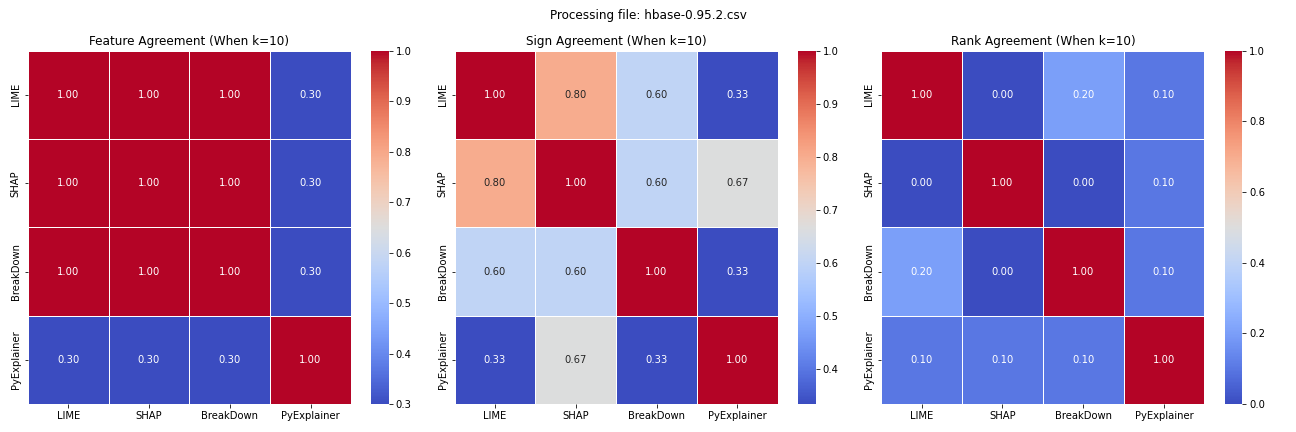 Processing file: hbase-0.95.2.csv
Feature Agreement (When k=10)
LIME 1.00 1.00 1.00 0.30
SHAP 1.00 1.00 1.00 0.30
BreakDown 1.00 1.00 1.00 0.30
PyExplainer 0.30 0.30 0.30 1.00
LIME SHAP BreakDown PyExplainer
1.0
0.9
0.8
0.7
0.6
0.5
0.4
0.3
Sign Agreement (When k=10)
LIME 1.00 0.80 0.60 0.33
SHAP 0.80 1.00 0.60 0.67
BreakDown 0.60 0.60 1.00 0.33
PyExplainer 0.33 0.67 0.33 1.00
LIME SHAP BreakDown PyExplainer
1.0
0.9
0.8
0.7
0.6
0.5
0.4
Rank Agreement (When k=10)
LIME 1.00 0.00 0.20 0.10
SHAP 0.00 1.00 0.00 0.10
BreakDown 0.20 0.00 1.00 0.10
PyExplainer 0.10 0.10 0.10 1.00
LIME SHAP BreakDown PyExplainer
1.0
0.8
0.6
0.4
0.2
0.0